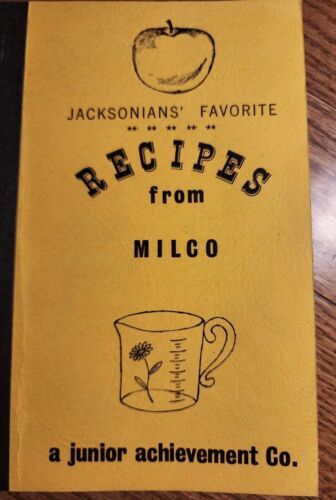 JACKSONIANS' FAVORITE
** ** ** ** **
RECIPES
from
MILCO
a junior achievement Co.